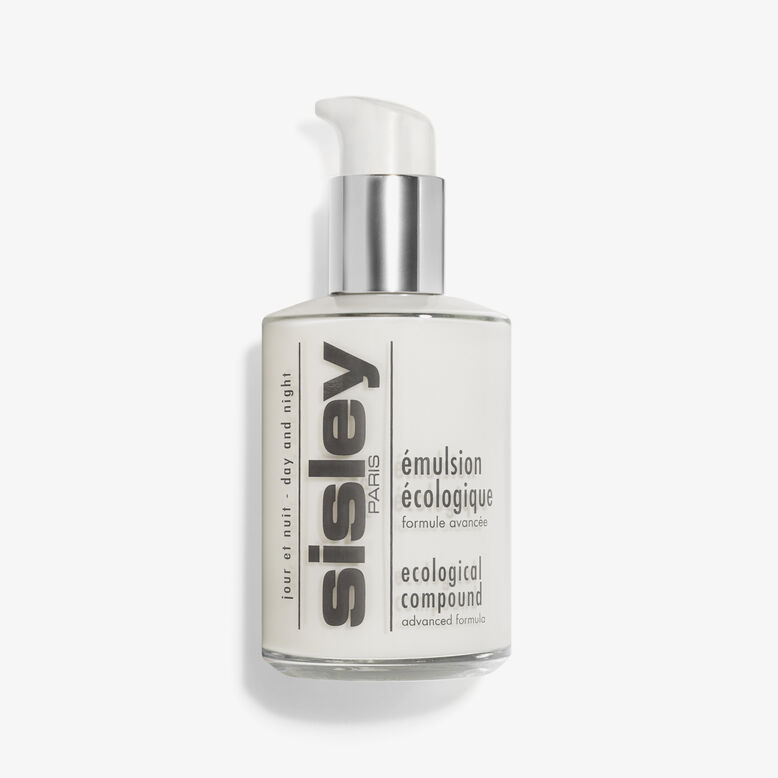 jour et nuit - day and night
sisley
PARIS
émulsion
écologique
formule avancée
ecological
compound
advanced formula